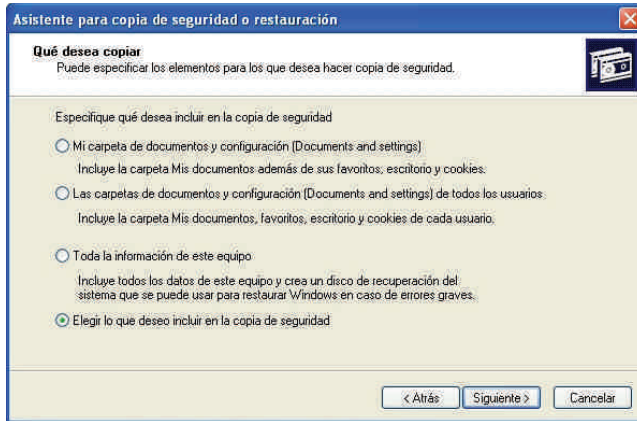 Asistente para copia de seguridad o restauración
Qué desea copiar
Puede especificar los elementos para los que desea hacer copia de seguridad.
Especifique qué desea incluir en la copia de seguridad
Mi carpeta de documentos y configuración (Documents and settings)
Incluye la carpeta Mis documentos además de sus favoritos, escritorio y cookies.
Las carpetas de documentos y configuración (Documents and settings) de todos los usuarios
Incluye la carpeta Mis documentos, favoritos, escritorio y cookies de cada usuario.
Toda la información de este equipo
Incluye todos los datos de este equipo y crea un disco de recuperación del
sistema que se puede usar para restaurar Windows en caso de errores graves.
Elegir lo que deseo incluir en la copia de seguridad
< Atrás Siguiente > Cancelar